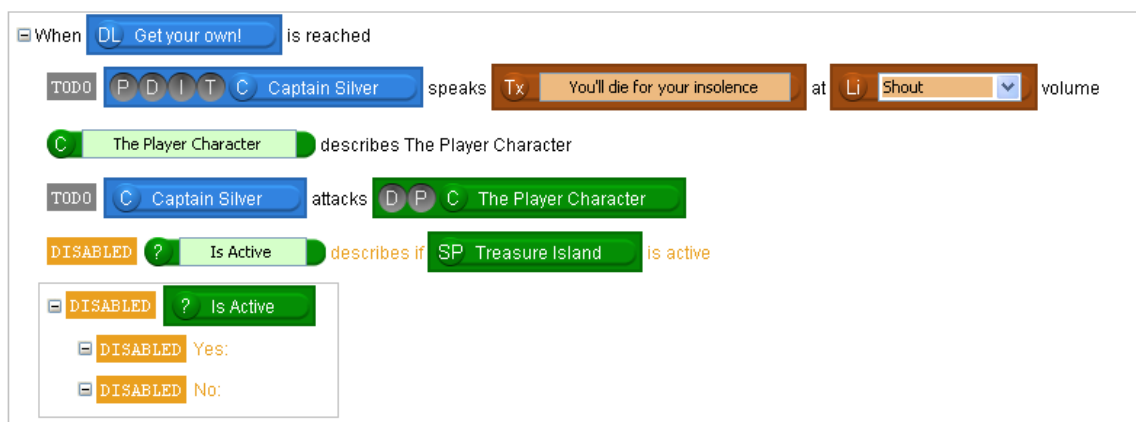 When DL Get your own! is reached
TODO P D I T C Captain Silver speaks Tx You'll die for your insolence at Li Shout volume
C The Player Character describes The Player Character
TODO C Captain Silver attacks D P C The Player Character
DISABLED ? Is Active describes if SP Treasure Island is active
DISABLED ? Is Active
DISABLED Yes:
DISABLED No: